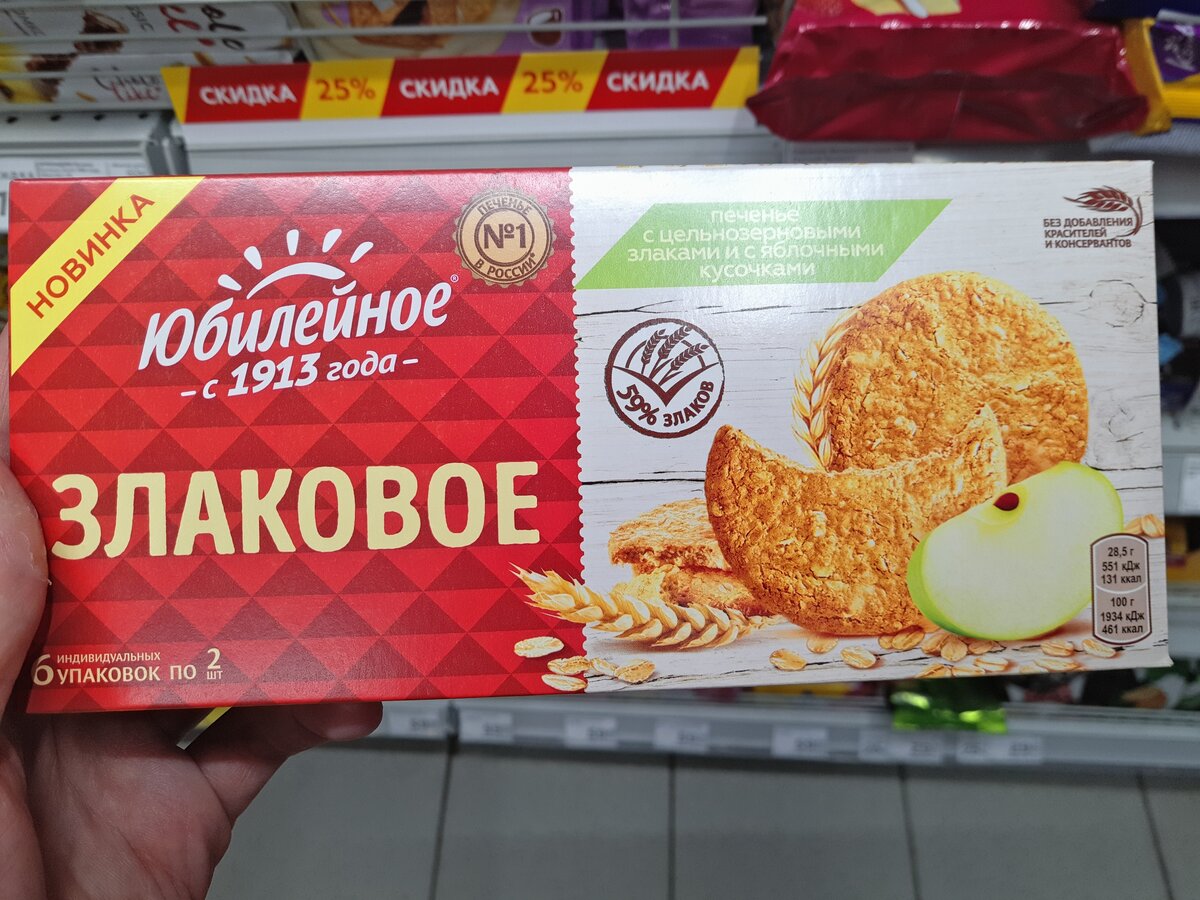 СКИДКА 25% СКИДКА 25% СКИДКА
НОВИНКА
ПЕЧЕНЬЕ
№1
В РОССИИ*
Юбилейное®
- с 1913 года -
ЗЛАКОВОЕ
6 ИНДИВИДУАЛЬНЫХ
УПАКОВОК ПО 2 ШТ
печенье
с цельнозерновыми
злаками и с яблочными
кусочками
БЕЗ ДОБАВЛЕНИЯ
КРАСИТЕЛЕЙ
И КОНСЕРВАНТОВ
59% ЗЛАКОВ
28,5 г
551 кДж
131 ккал
100 г
1934 кДж
461 ккал